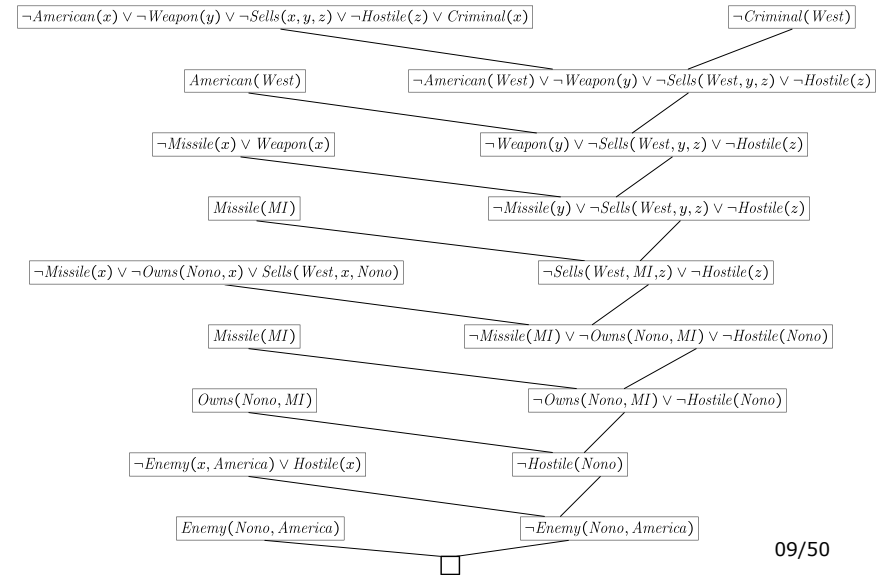 ¬American(x) ∨ ¬Weapon(y) ∨ ¬Sells(x, y, z) ∨ ¬Hostile(z) ∨ Criminal(x)
¬Criminal(West)
American(West)
¬American(West) ∨ ¬Weapon(y) ∨ ¬Sells(West, y, z) ∨ ¬Hostile(z)
¬Missile(x) ∨ Weapon(x)
¬Weapon(y) ∨ ¬Sells(West, y, z) ∨ ¬Hostile(z)
Missile(MI)
¬Missile(y) ∨ ¬Sells(West, y, z) ∨ ¬Hostile(z)
¬Missile(x) ∨ ¬Owns(Nono, x) ∨ Sells(West, x, Nono)
¬Sells(West, MI, z) ∨ ¬Hostile(z)
Missile(MI)
¬Missile(MI) ∨ ¬Owns(Nono, MI) ∨ ¬Hostile(Nono)
Owns(Nono, MI)
¬Owns(Nono, MI) ∨ ¬Hostile(Nono)
¬Enemy(x, America) ∨ Hostile(x)
¬Hostile(Nono)
Enemy(Nono, America)
¬Enemy(Nono, America)
09/50